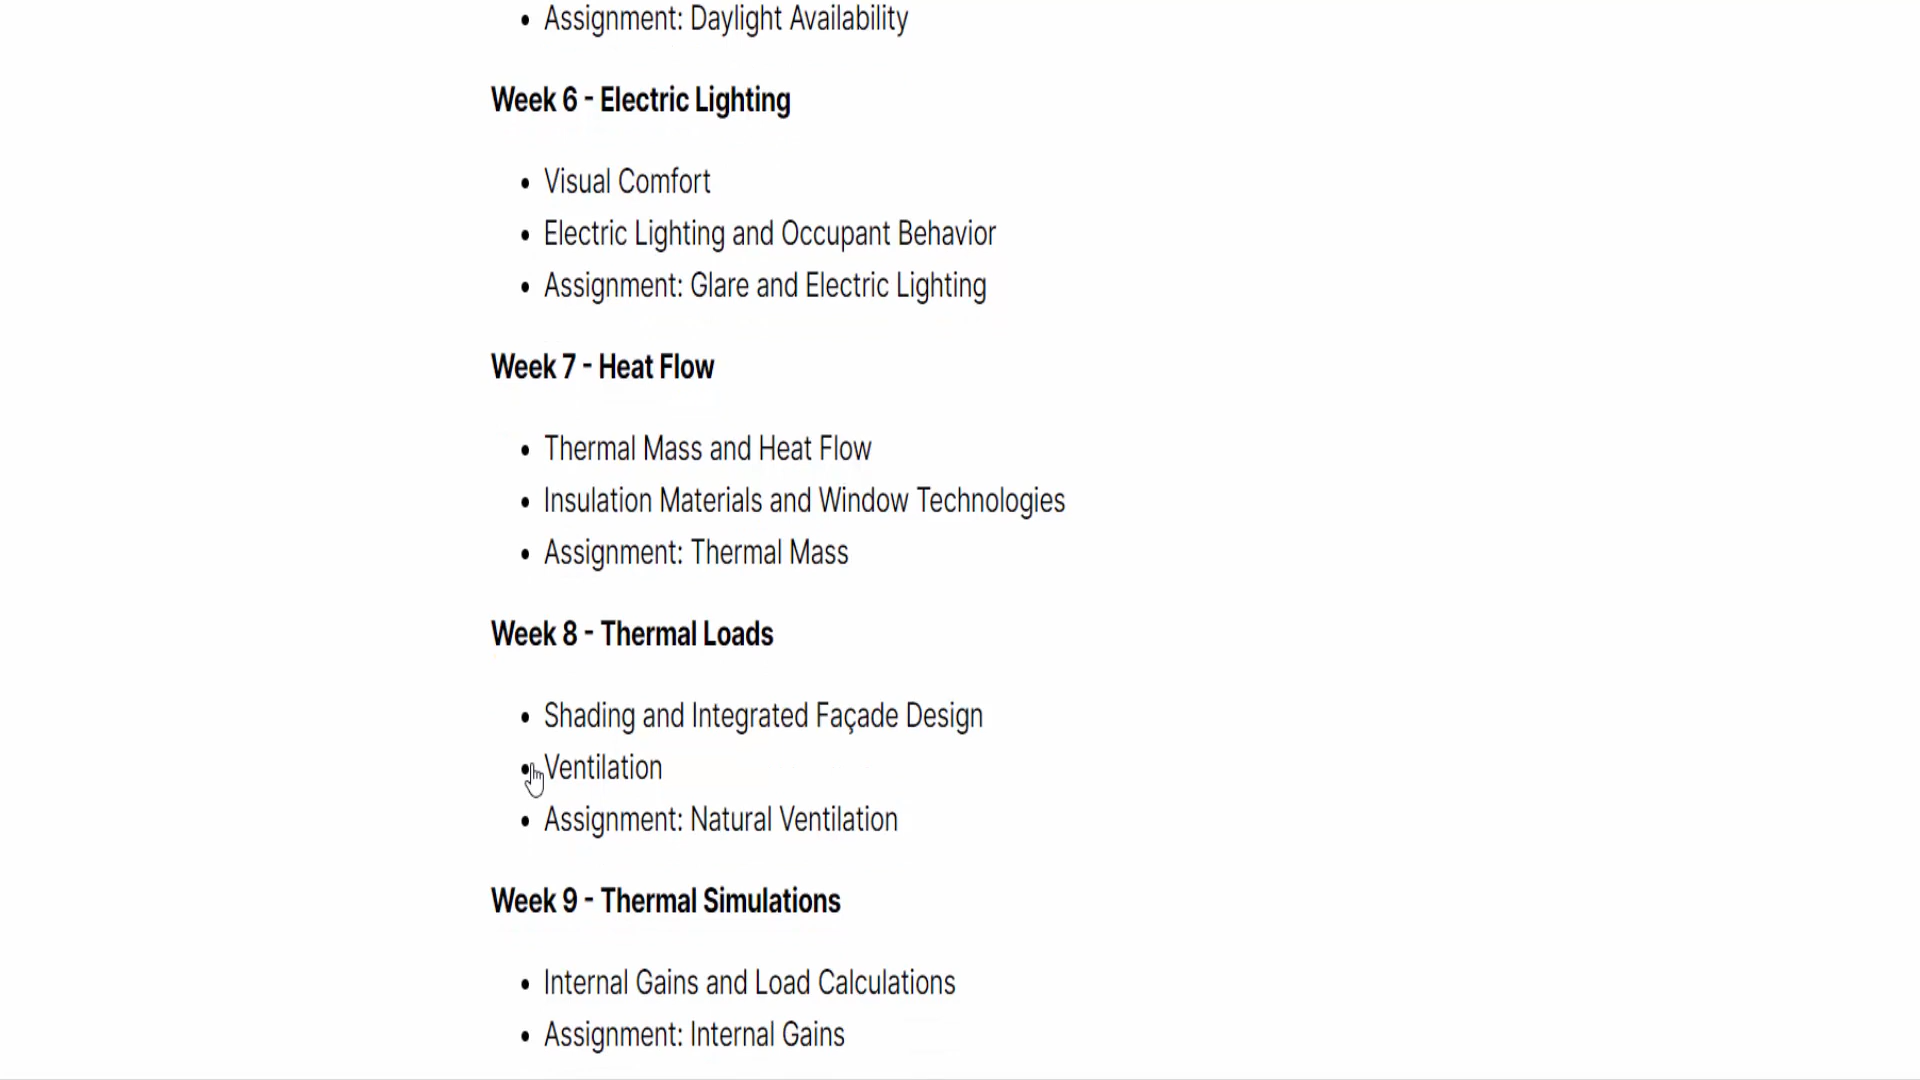 Assignment: Daylight Availability
Week 6 - Electric Lighting
Visual Comfort
Electric Lighting and Occupant Behavior
Assignment: Glare and Electric Lighting
Week 7 - Heat Flow
Thermal Mass and Heat Flow
Insulation Materials and Window Technologies
Assignment: Thermal Mass
Week 8 - Thermal Loads
Shading and Integrated Façade Design
Ventilation
Assignment: Natural Ventilation
Week 9 - Thermal Simulations
Internal Gains and Load Calculations
Assignment: Internal Gains